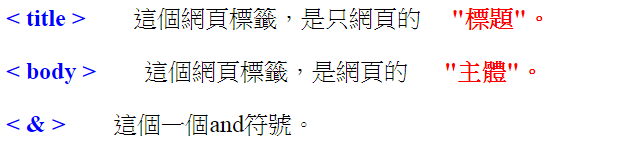 < title >　　這個網頁標籤，是只網頁的　"標題"。
< body >　　這個網頁標籤，是網頁的　"主體"。
< & >　　這個一個and符號。